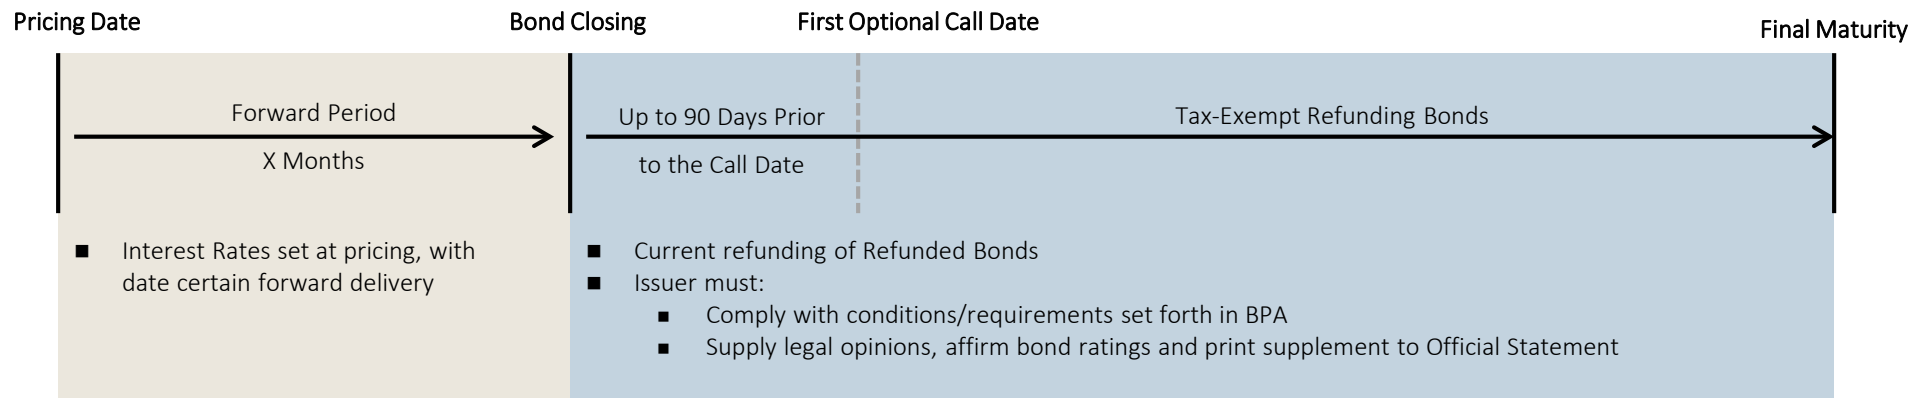 Pricing Date
Bond Closing
First Optional Call Date
Final Maturity
Forward Period
X Months
Up to 90 Days Prior
to the Call Date
Tax-Exempt Refunding Bonds
Interest Rates set at pricing, with
date certain forward delivery
Current refunding of Refunded Bonds
Issuer must:
Comply with conditions/requirements set forth in BPA
Supply legal opinions, affirm bond ratings and print supplement to Official Statement